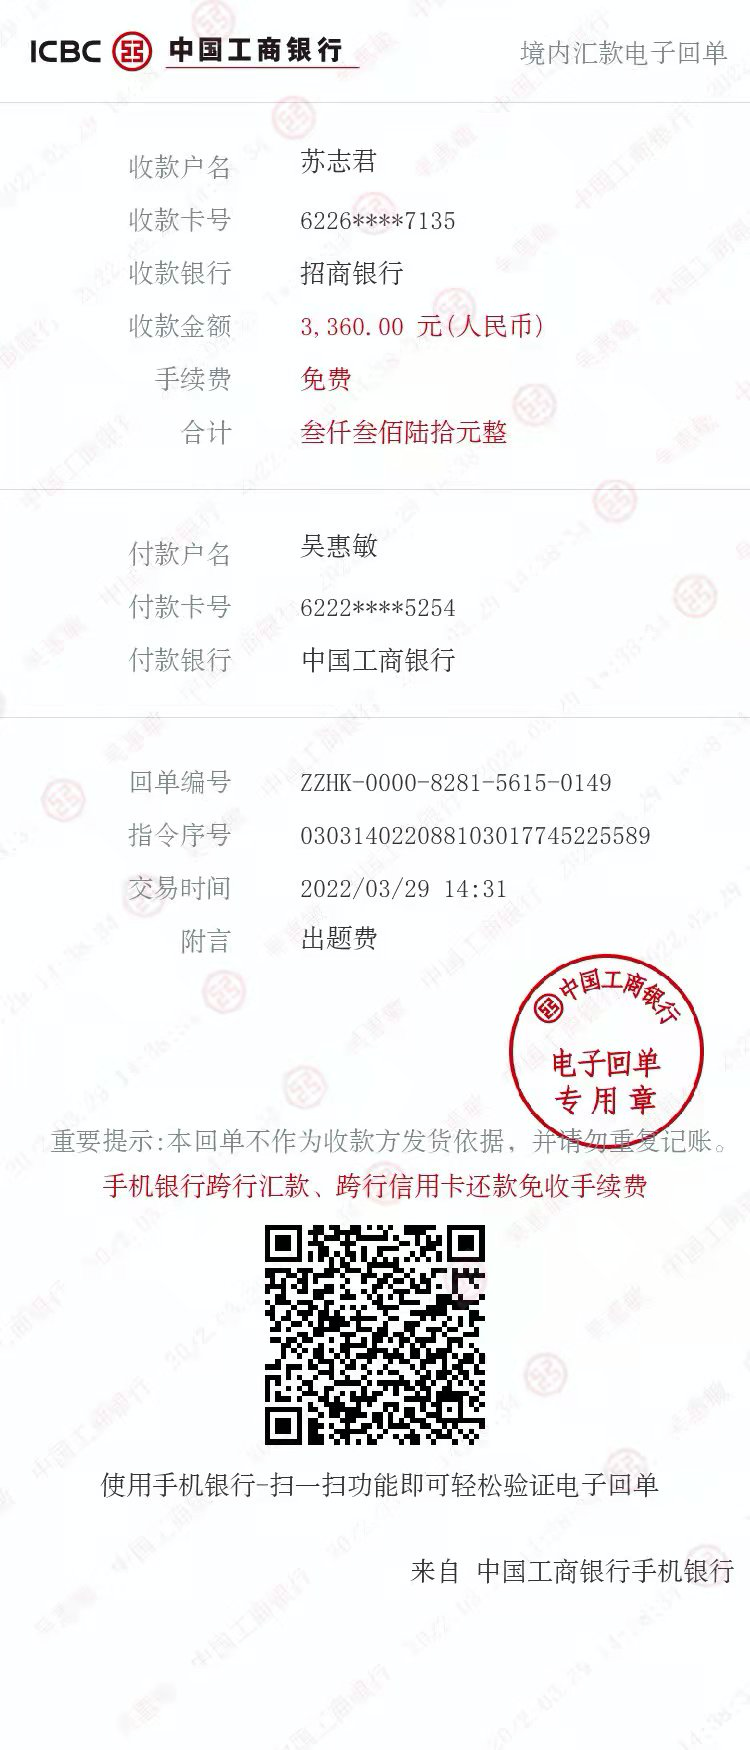 ICBC 中国工商银行 境内汇款电子回单
收款户名 苏志君
收款卡号 6226****7135
收款银行 招商银行
收款金额 3,360.00 元(人民币)
手续费 免费
合计 叁仟叁佰陆拾元整
付款户名 吴惠敏
付款卡号 6222****5254
付款银行 中国工商银行
回单编号 ZZHK-0000-8281-5615-0149
指令序号 030314022088103017745225589
交易时间 2022/03/29 14:31
附言 出题费
中国工商银行
电子回单
专用章
重要提示:本回单不作为收款方发货依据，并请勿重复记账。
手机银行跨行汇款、跨行信用卡还款免收手续费
使用手机银行-扫一扫功能即可轻松验证电子回单
来自 中国工商银行手机银行